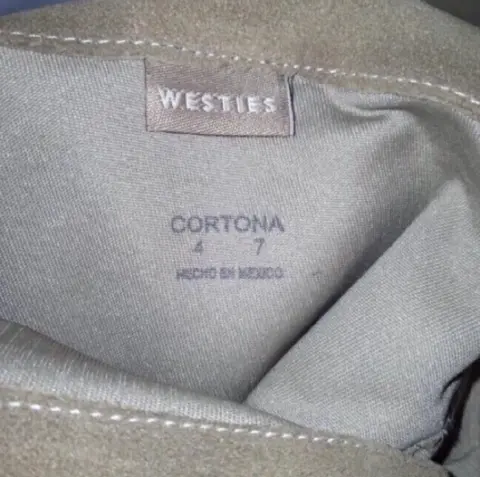 WESTIES
CORTONA
4 7
HECHO EN MEXICO